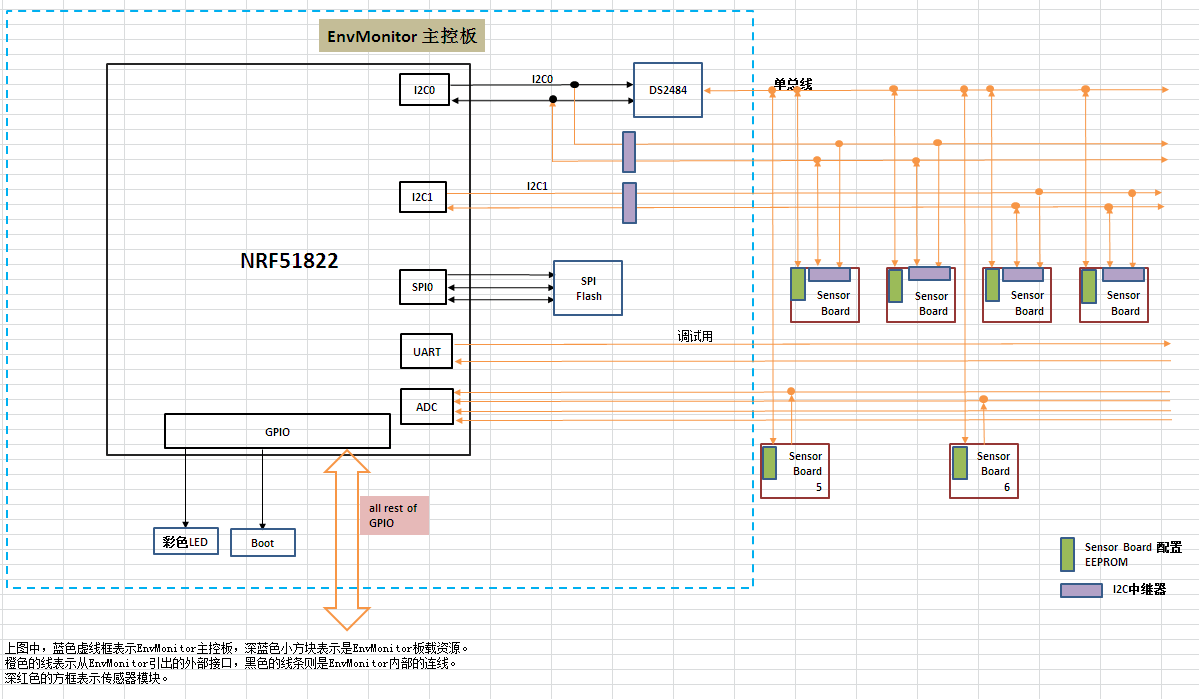 EnvMonitor 主控板
I2C0
I2C0
DS2484
单总线
I2C1
I2C1
NRF51822
SPI0
SPI
Flash
Sensor
Board
Sensor
Board
Sensor
Board
Sensor
Board
UART
调试用
ADC
GPIO
Sensor
Board
5
Sensor
Board
6
all rest of
GPIO
彩色LED
Boot
Sensor Board 配置
EEPROM
I2C中继器
上图中，蓝色虚线框表示EnvMonitor主控板，深蓝色小方块表示是EnvMonitor板载资源。
橙色的线表示从EnvMonitor引出的外部接口，黑色的线条则是EnvMonitor内部的连线。
深红色的方框表示传感器模块。